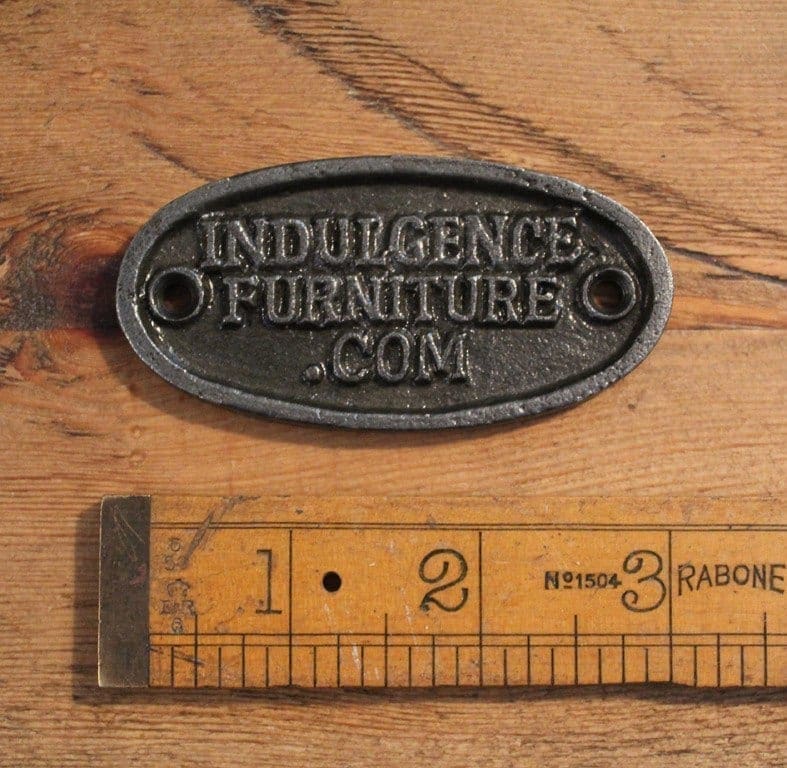 INDULGENCE
FURNITURE
.COM
1 2 Nº1504 3 RABONE